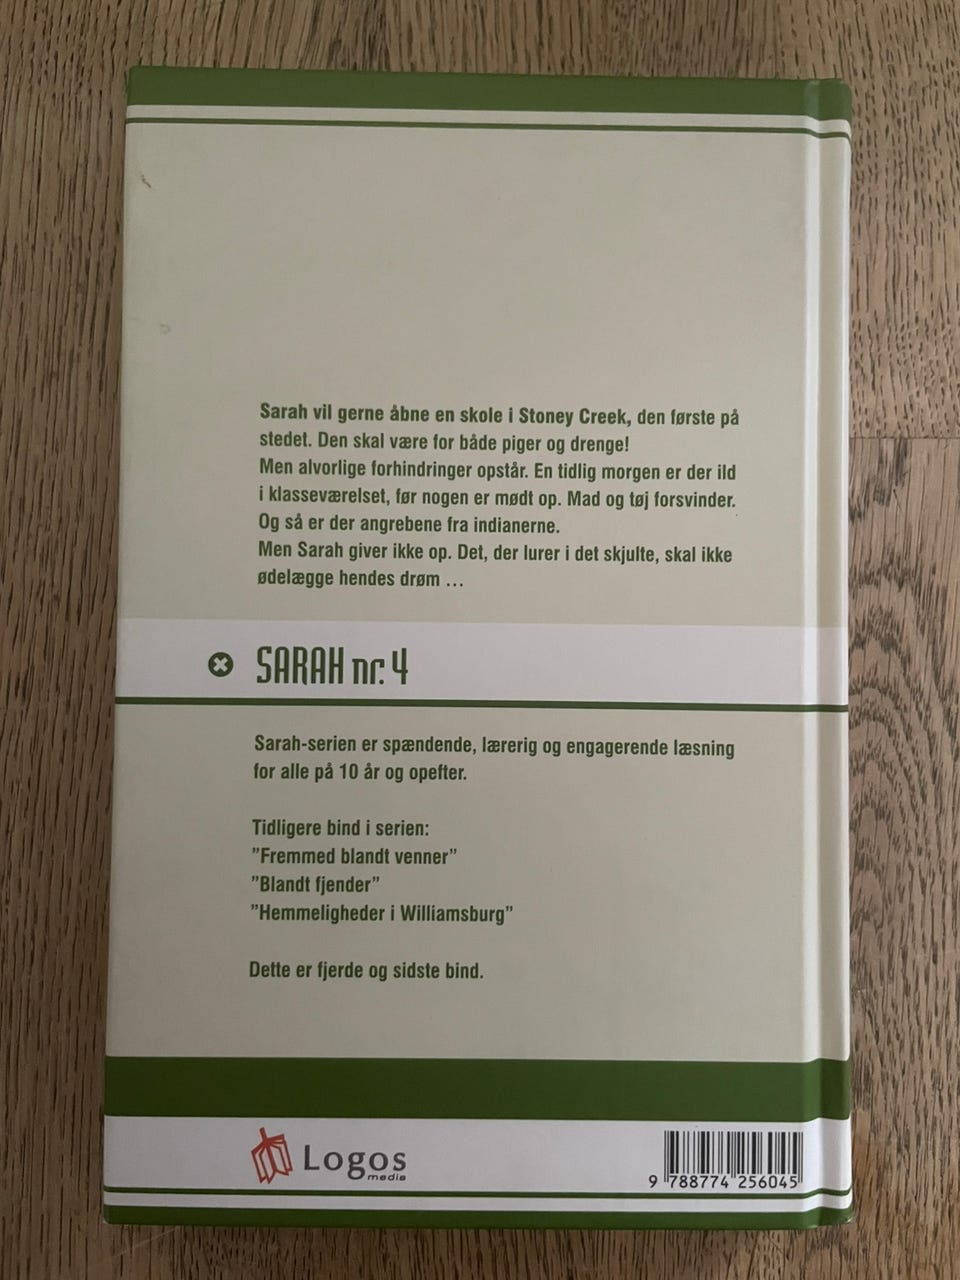 Sarah vil gerne åbne en skole i Stoney Creek, den første på
stedet. Den skal være for både piger og drenge!
Men alvorlige forhindringer opstår. En tidlig morgen er der ild
i klasseværelset, før nogen er mødt op. Mad og tøj forsvinder.
Og så er der angrebene fra indianerne.
Men Sarah giver ikke op. Det, der lurer i det skjulte, skal ikke
ødelægge hendes drøm ...
SARAH nr. 4
Sarah-serien er spændende, lærerig og engagerende læsning
for alle på 10 år og opefter.
Tidligere bind i serien:
”Fremmed blandt venner”
”Blandt fjender”
”Hemmeligheder i Williamsburg”
Dette er fjerde og sidste bind.
Logos
media
9 788774 256045